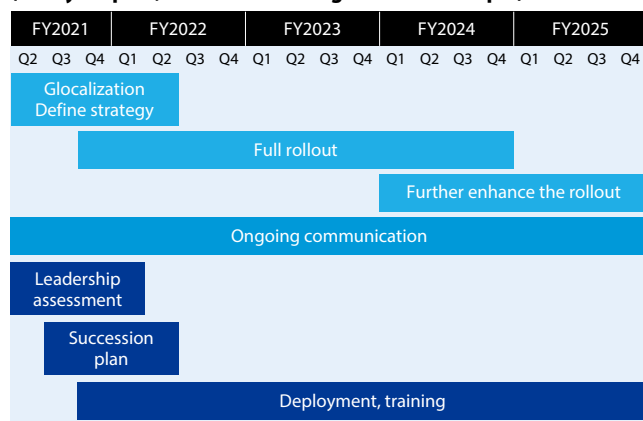 FY2021 FY2022 FY2023 FY2024 FY2025
Q2 Q3 Q4 Q1 Q2 Q3 Q4 Q1 Q2 Q3 Q4 Q1 Q2 Q3 Q4 Q1 Q2 Q3 Q4
Glocalization
Define strategy
Full rollout
Further enhance the rollout
Ongoing communication
Leadership
assessment
Succession
plan
Deployment, training